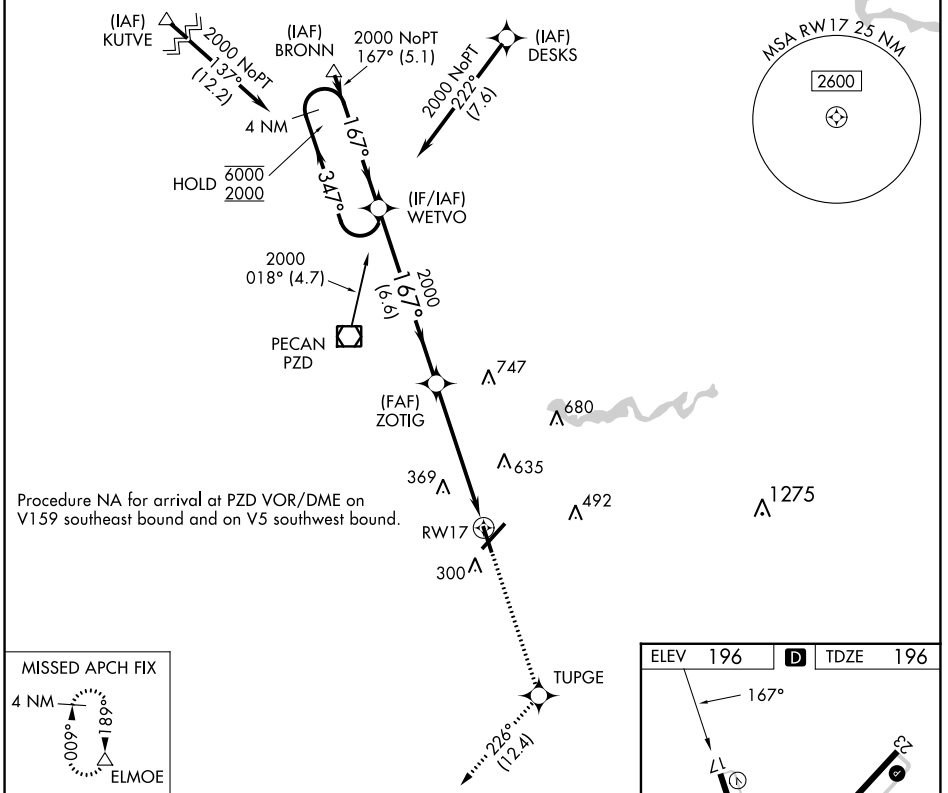 (IAF)
KUTVE
2000 NoPT
137°
(12.2)
(IAF)
BRONN
2000 NoPT
167° (5.1)
(IAF)
DESKS
2000 NoPT
222°
(7.6)
MSA RW17 25 NM
2600
4 NM
167°
347°
HOLD
6000
2000
(IF/IAF)
WETVO
2000
018° (4.7)
2000
167°
(6.6)
PECAN
PZD
(FAF)
ZOTIG
747
680
635
369
492
1275
Procedure NA for arrival at PZD VOR/DME on
V159 southeast bound and on V5 southwest bound.
RW17
300
TUPGE
226°
(12.4)
MISSED APCH FIX
4 NM
009°
189°
ELMOE
ELEV 196
D
TDZE 196
167°
17
V
23
P